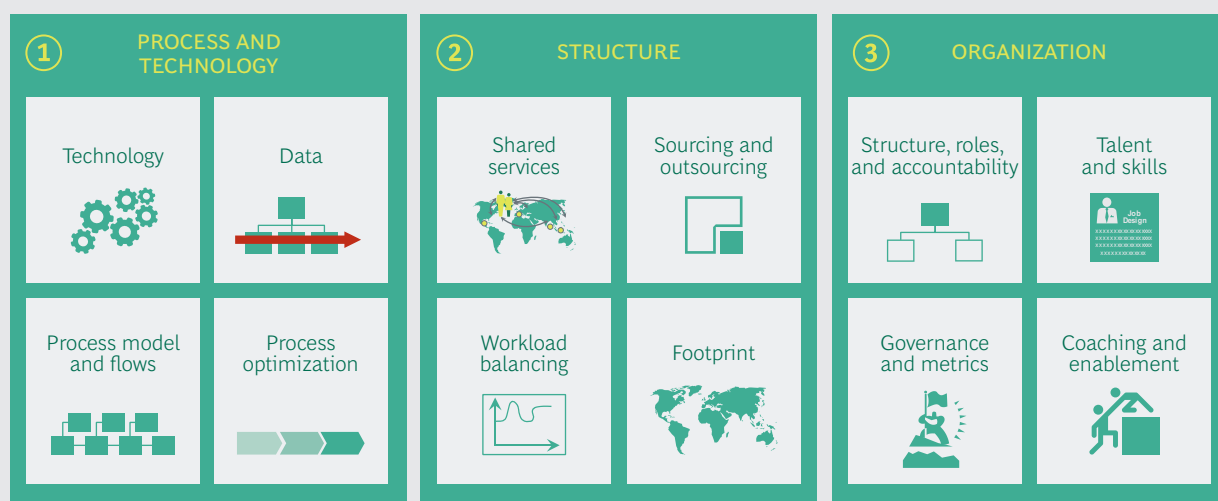 1
PROCESS AND
TECHNOLOGY
Technology
Data
Process model
and flows
Process
optimization
2
STRUCTURE
Shared
services
Sourcing and
outsourcing
Workload
balancing
Footprint
3
ORGANIZATION
Structure, roles,
and accountability
Talent
and skills
Job
Design
Governance
and metrics
Coaching and
enablement